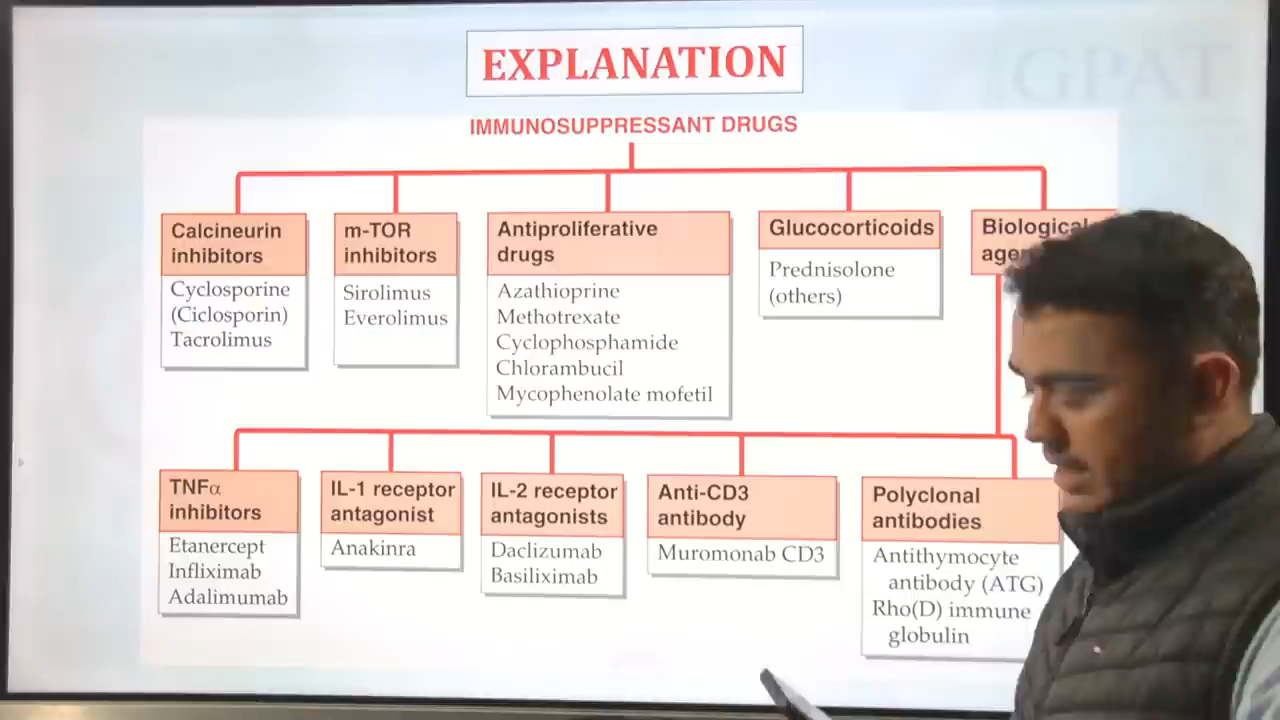 GPAT
EXPLANATION
IMMUNOSUPPRESSANT DRUGS
Calcineurin
inhibitors
Cyclosporine
(Ciclosporin)
Tacrolimus
m-TOR
inhibitors
Sirolimus
Everolimus
Antiproliferative
drugs
Azathioprine
Methotrexate
Cyclophosphamide
Chlorambucil
Mycophenolate mofetil
Glucocorticoids
Prednisolone
(others)
Biological
TNFα
inhibitors
Etanercept
Infliximab
Adalimumab
IL-1 receptor
antagonist
Anakinra
IL-2 receptor
antagonists
Daclizumab
Basiliximab
Anti-CD3
antibody
Muromonab CD3
Polyclonal
antibodies
Antithymocyte
antibody (ATG)
Rho(D) immune
globulin